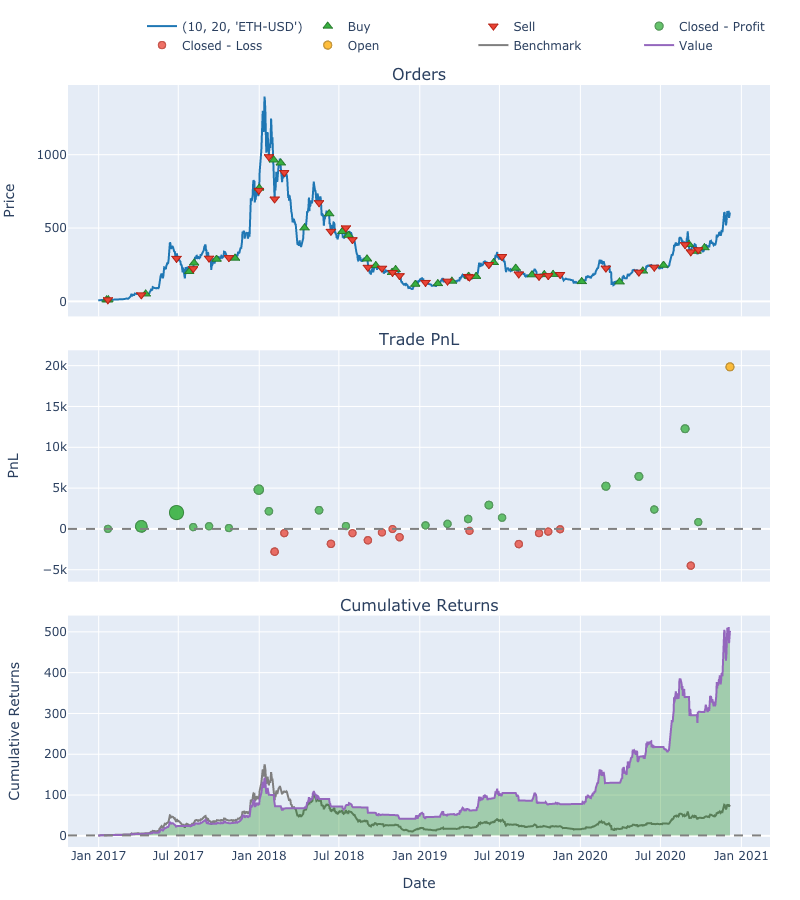 (10, 20, 'ETH-USD') Buy Sell Closed - Profit
Closed - Loss Open Benchmark Value
Orders
Price
1000
500
0
Trade PnL
PnL
20k
15k
10k
5k
0
−5k
Cumulative Returns
Cumulative Returns
500
400
300
200
100
0
Jan 2017 Jul 2017 Jan 2018 Jul 2018 Jan 2019 Jul 2019 Jan 2020 Jul 2020 Jan 2021
Date